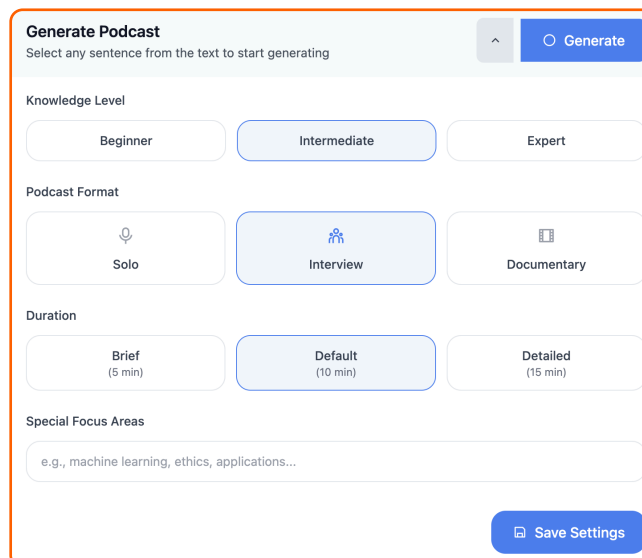 Generate Podcast
Select any sentence from the text to start generating
Generate
Knowledge Level
Beginner
Intermediate
Expert
Podcast Format
Solo
Interview
Documentary
Duration
Brief
(5 min)
Default
(10 min)
Detailed
(15 min)
Special Focus Areas
e.g., machine learning, ethics, applications...
Save Settings